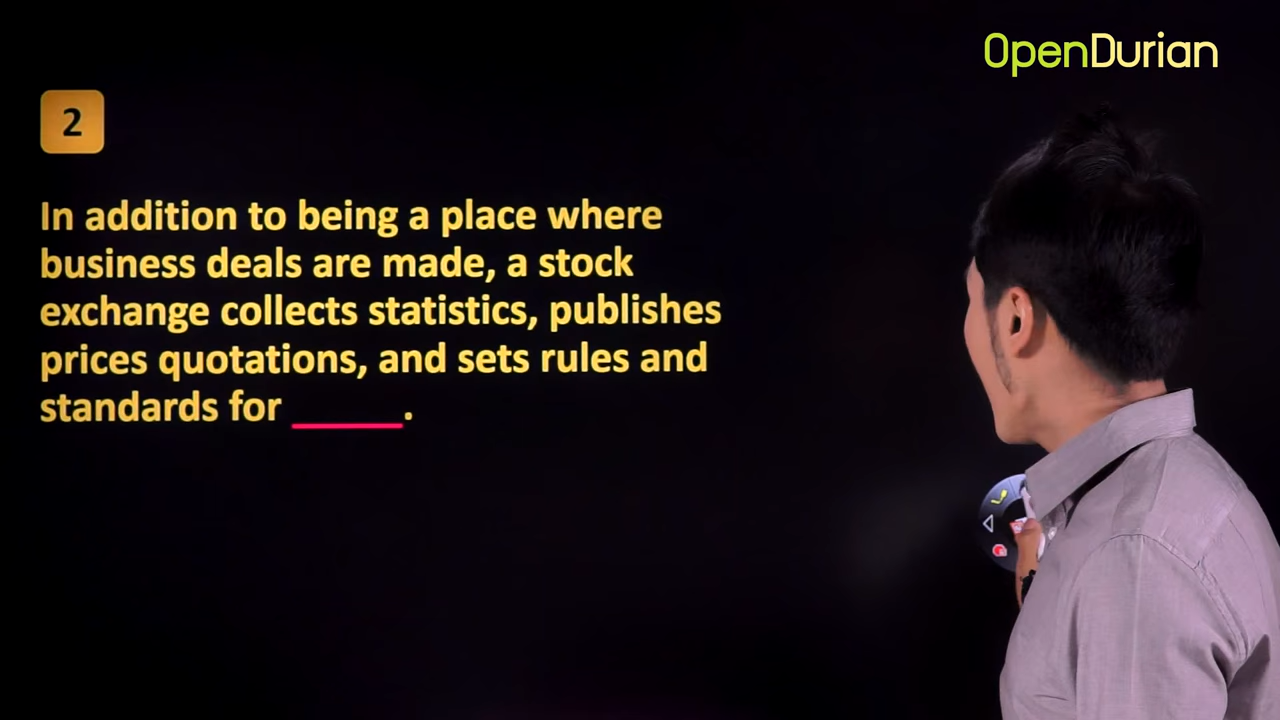 OpenDurian
2
In addition to being a place where
business deals are made, a stock
exchange collects statistics, publishes
prices quotations, and sets rules and
standards for ______.